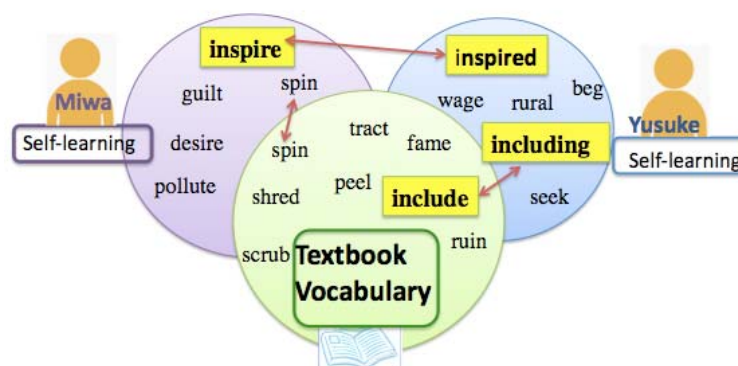 inspire
inspired
guilt
spin
wage
rural
beg
Miwa
Self-learning
desire
spin
tract
fame
including
Yusuke
Self-learning
pollute
shred
peel
include
seek
scrub
Textbook
Vocabulary
ruin